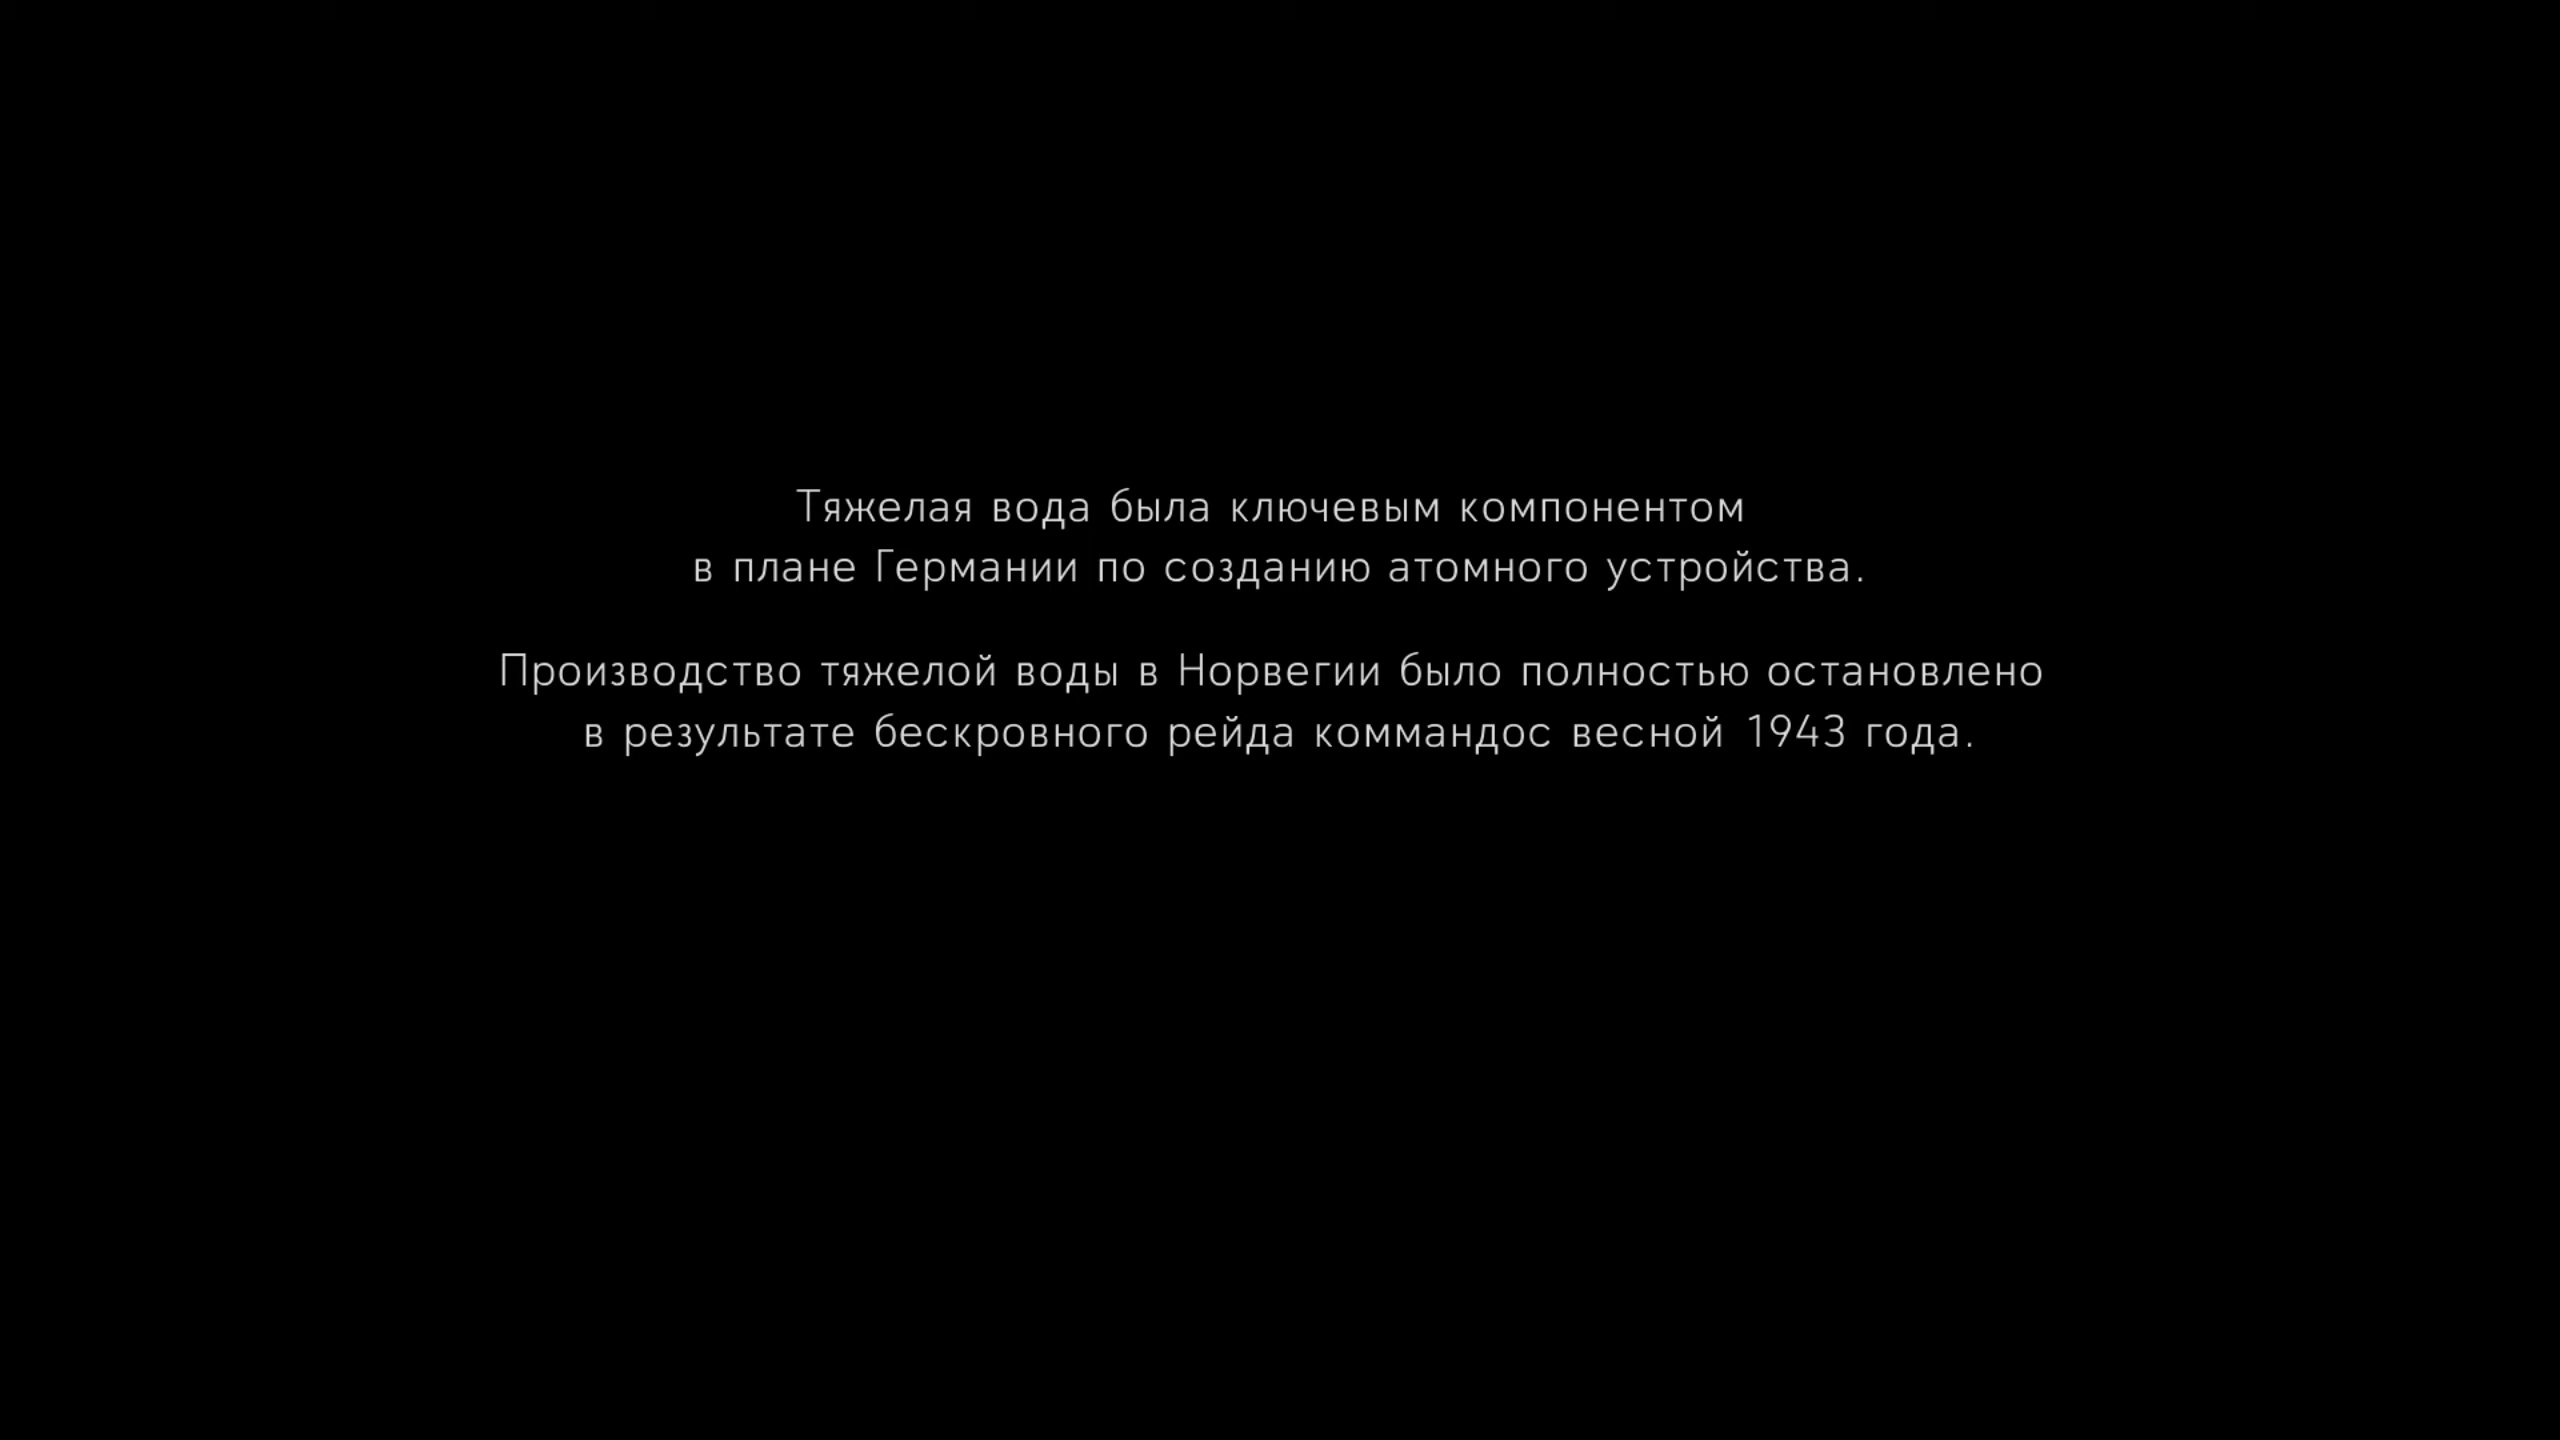 Тяжелая вода была ключевым компонентом
в плане Германии по созданию атомного устройства.
Производство тяжелой воды в Норвегии было полностью остановлено
в результате бескровного рейда коммандос весной 1943 года.